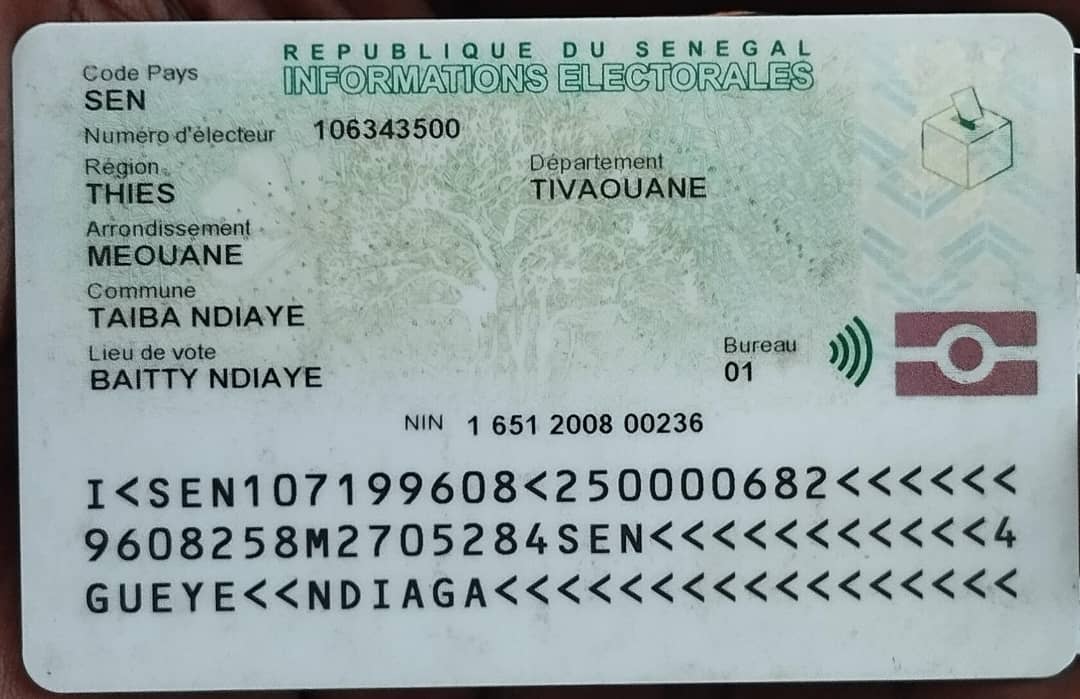 REPUBLIQUE DU SENEGAL
INFORMATIONS ELECTORALES
Code Pays
SEN
Numéro d'électeur 106343500
Région
THIES
Département
TIVAOUANE
Arrondissement
MEOUANE
Commune
TAIBA NDIAYE
Lieu de vote
BAITTY NDIAYE
Bureau
01
NIN 1 651 2008 00236
I<SEN107199608<250000682<<<<<<
9608258M2705284SEN<<<<<<<<<<<4
GUEYE<<NDIAGA<<<<<<<<<<<<<<<<<